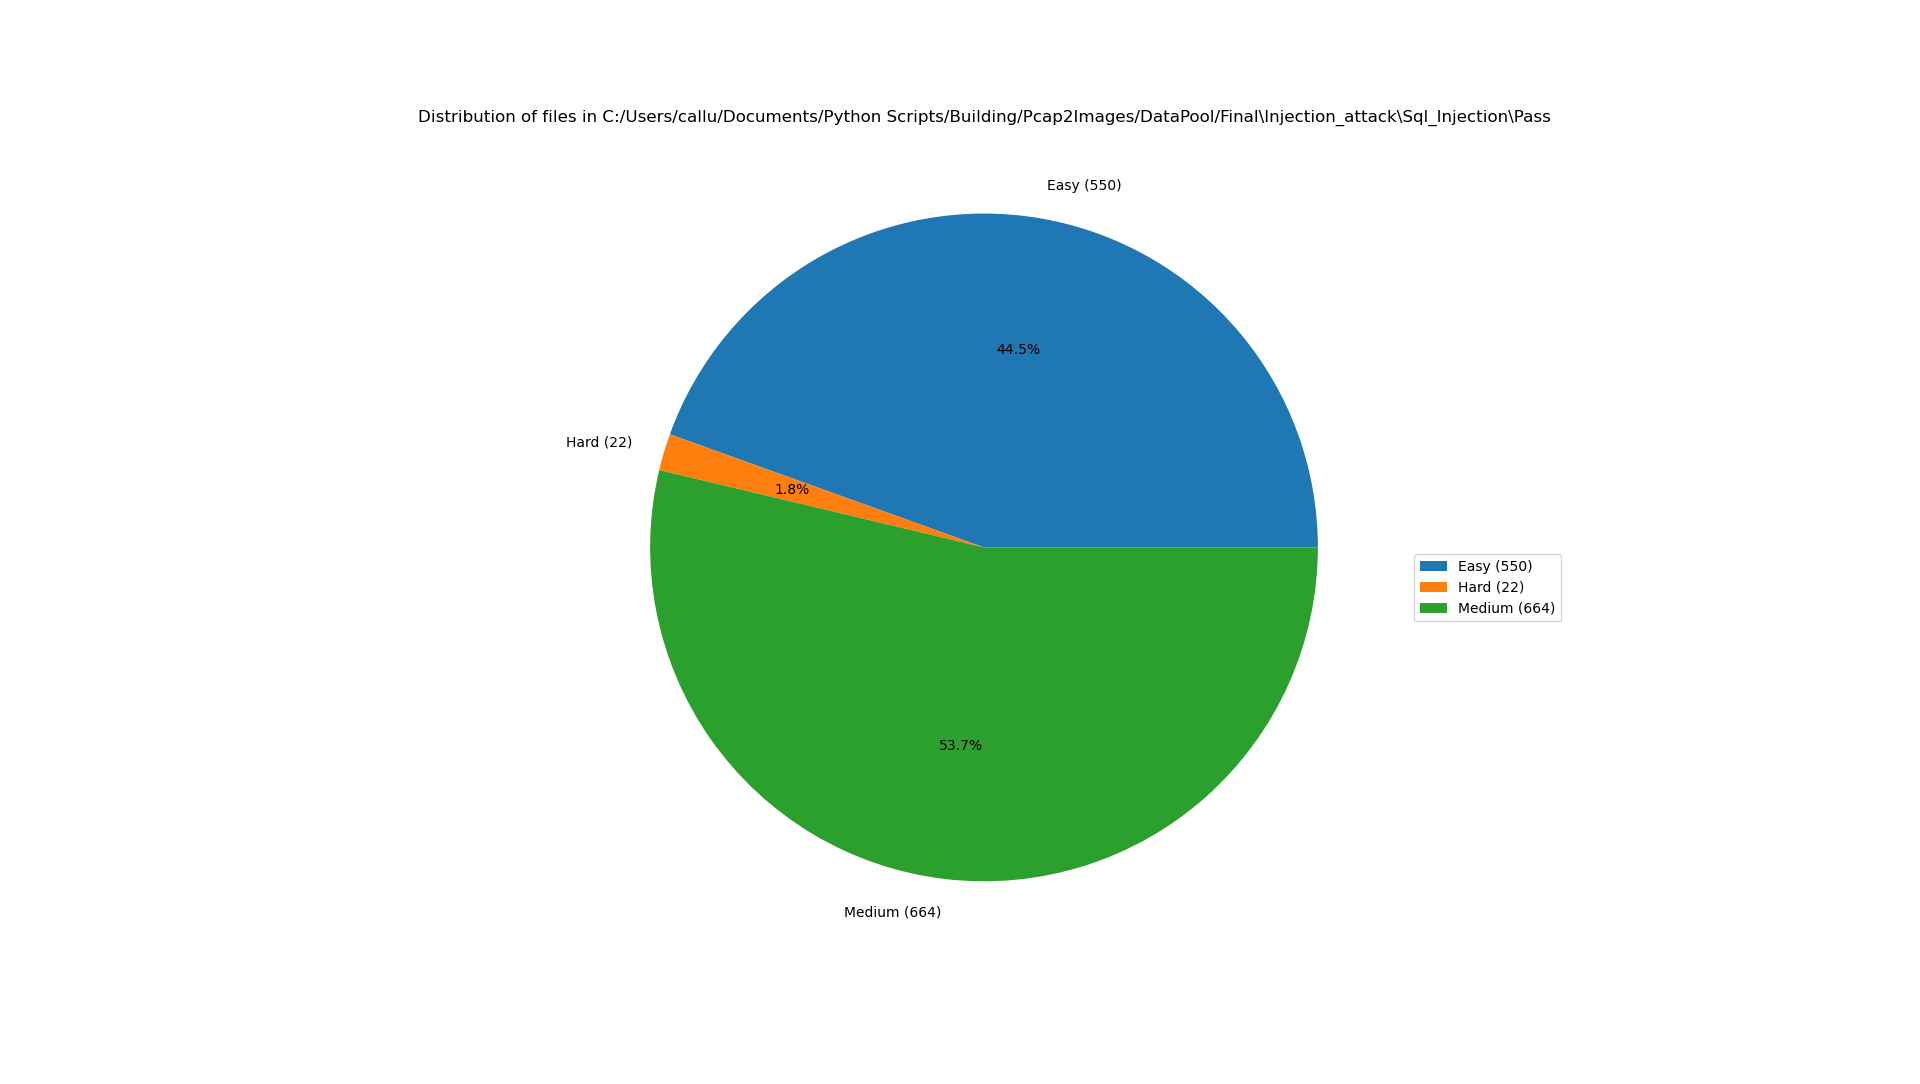 Distribution of files in C:/Users/callu/Documents/Python Scripts/Building/Pcap2Images/DataPool/Final\Injection_attack\Sql_Injection\Pass
Easy (550)
44.5%
Hard (22)
1.8%
Easy (550)
Hard (22)
Medium (664)
53.7%
Medium (664)